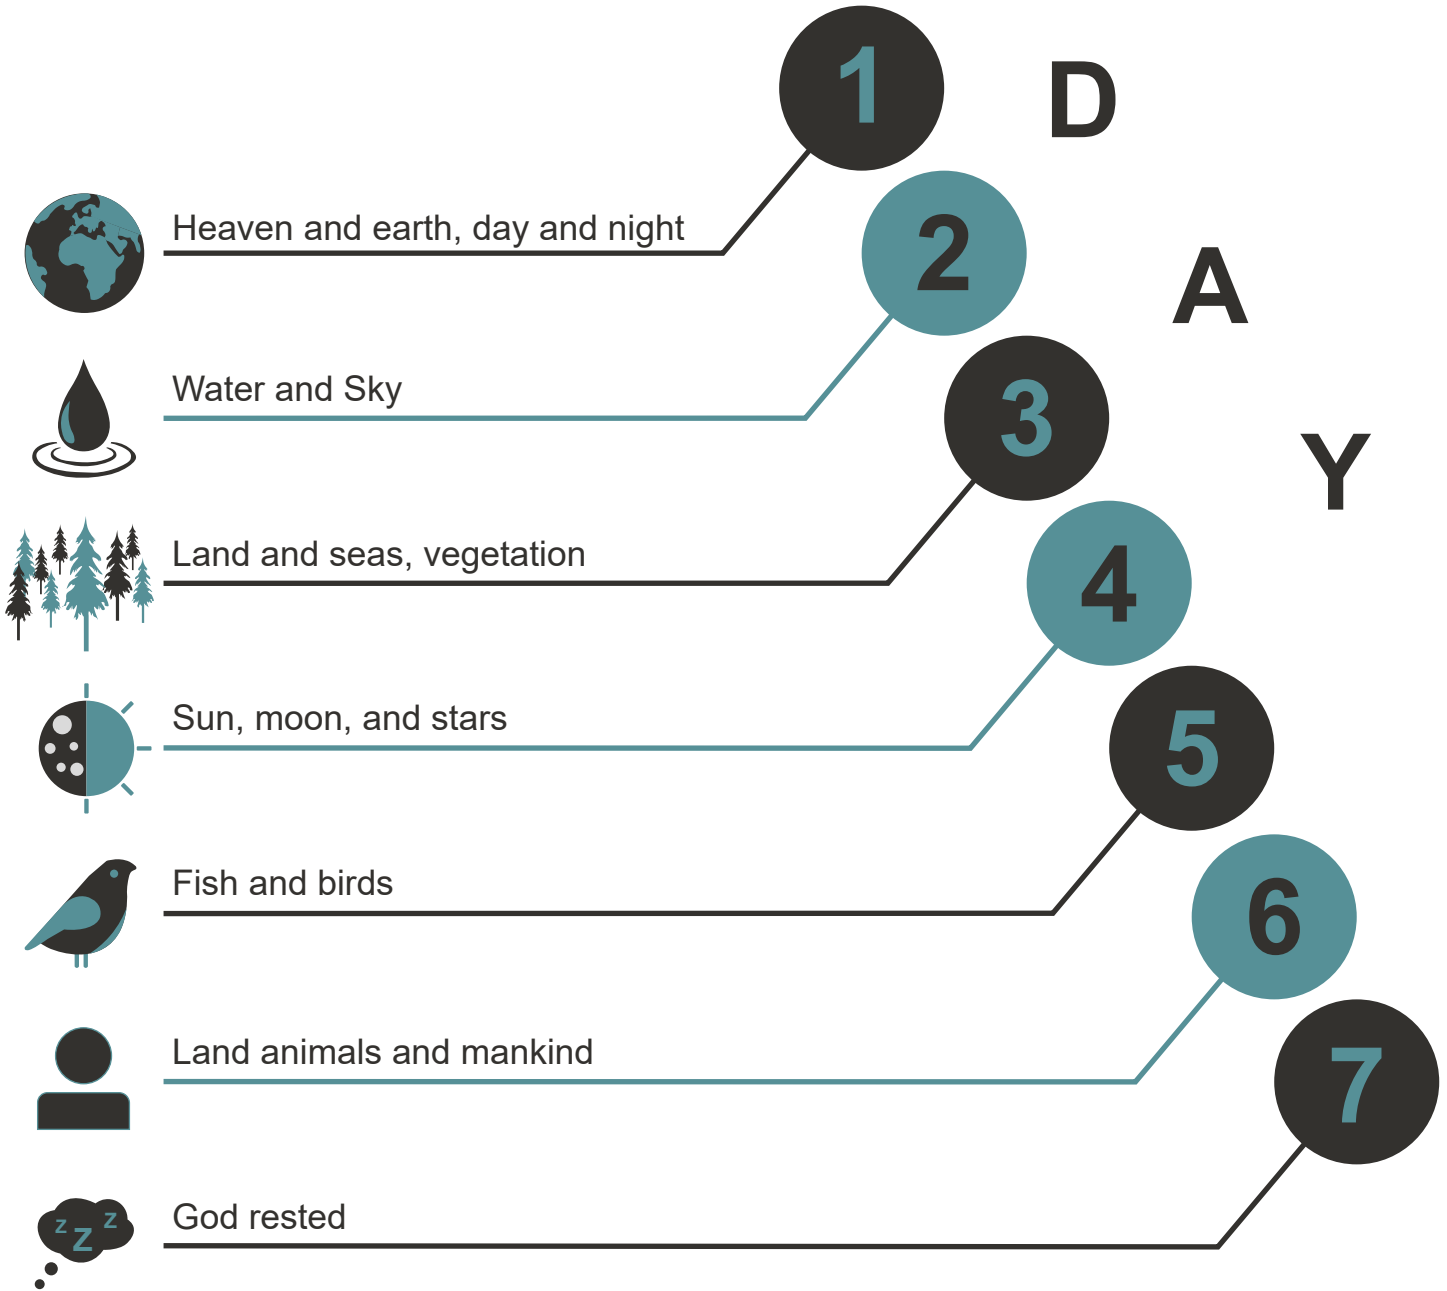 1
D
Heaven and earth, day and night
2
A
Water and Sky
3
Y
Land and seas, vegetation
4
Sun, moon, and stars
5
Fish and birds
6
Land animals and mankind
7
God rested
z z z